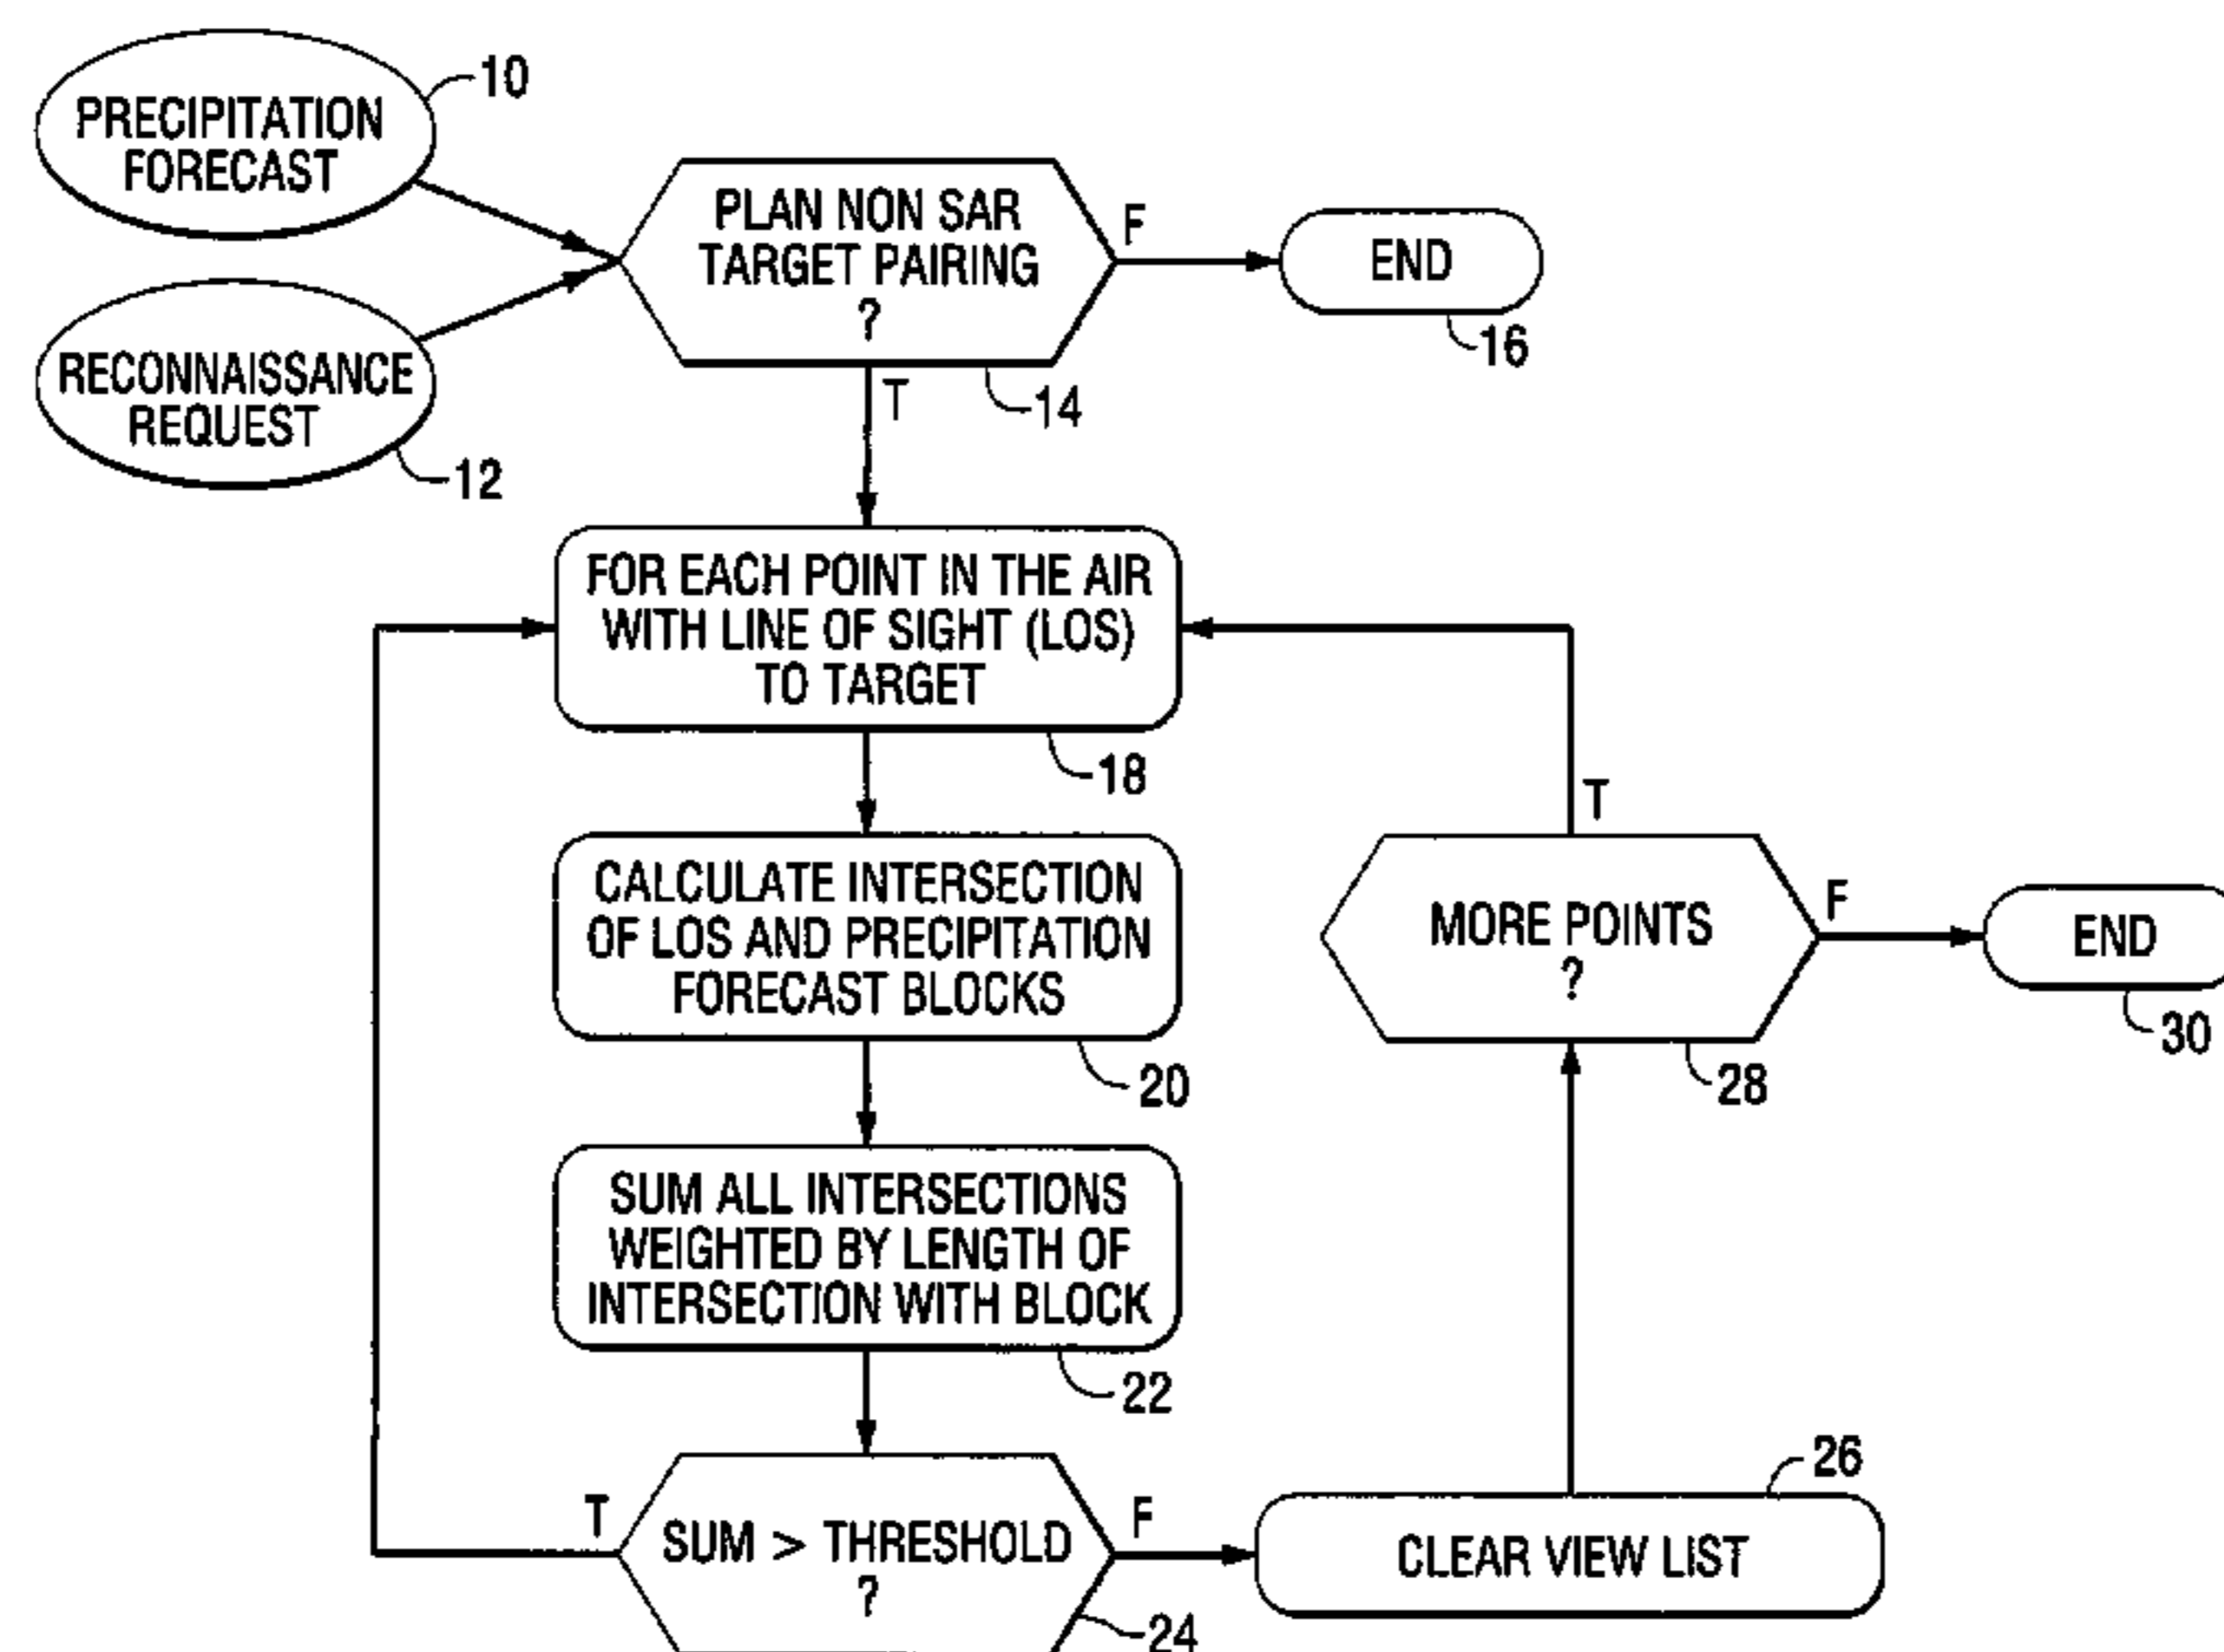 PRECIPITATION
FORECAST
10
RECONNAISSANCE
REQUEST
12
PLAN NON SAR
TARGET PAIRING
?
14
F
END
16
T
FOR EACH POINT IN THE AIR
WITH LINE OF SIGHT (LOS)
TO TARGET
18
CALCULATE INTERSECTION
OF LOS AND PRECIPITATION
FORECAST BLOCKS
20
SUM ALL INTERSECTIONS
WEIGHTED BY LENGTH OF
INTERSECTION WITH BLOCK
22
T
SUM > THRESHOLD
?
24
F
CLEAR VIEW LIST
26
MORE POINTS
?
28
T
F
END
30